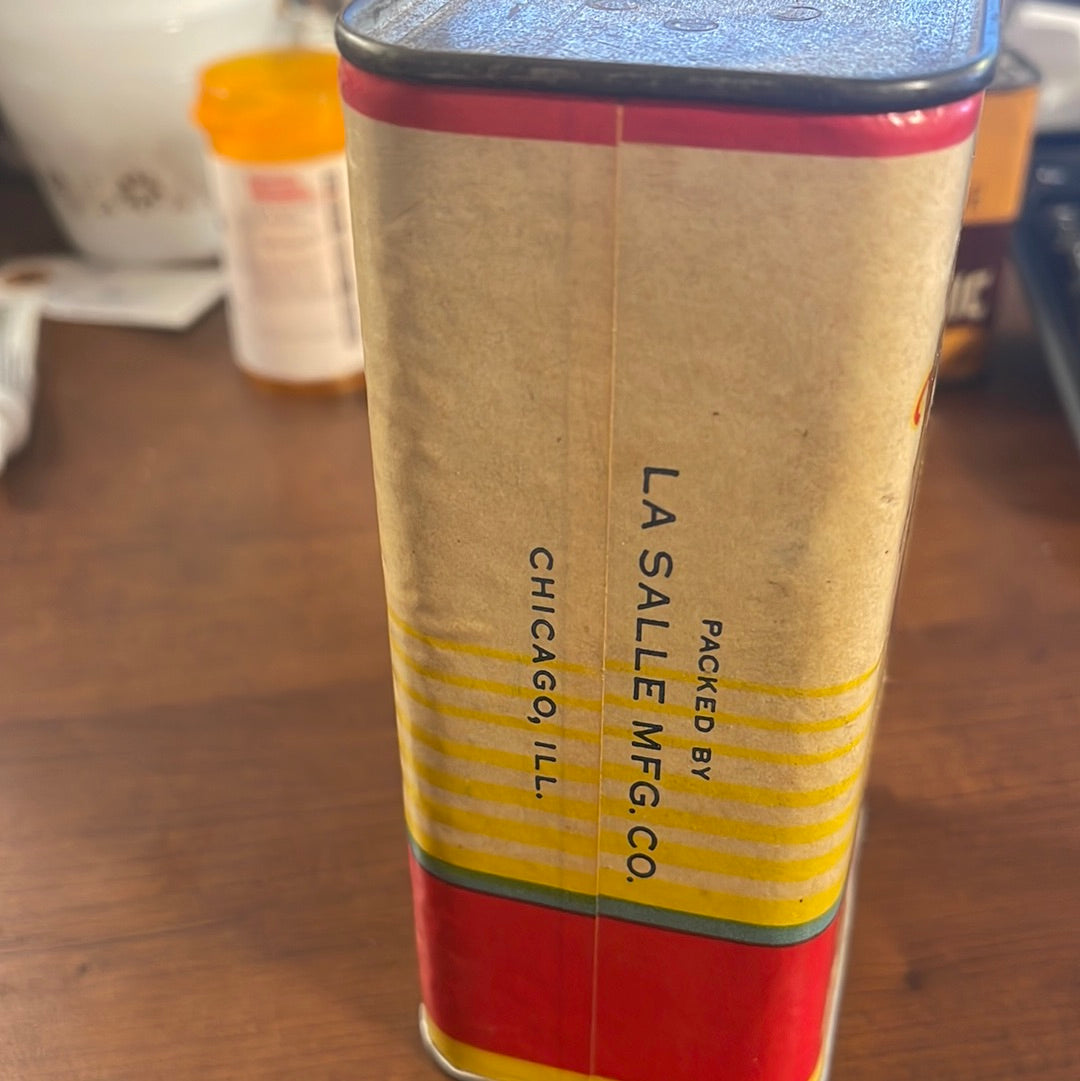 PACKED BY
LA SALLE MFG. CO.
CHICAGO, ILL.